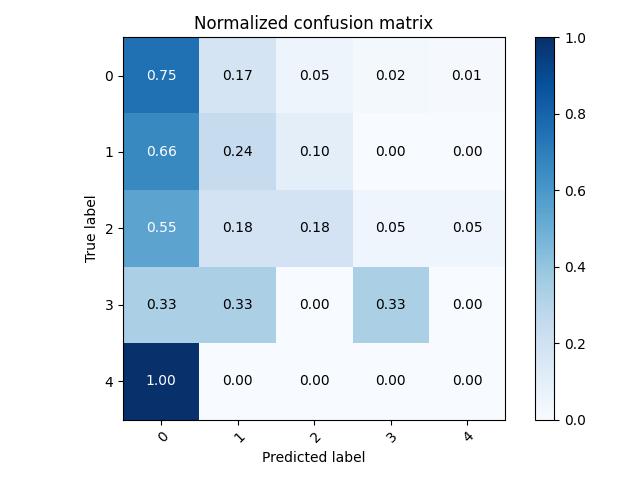 Normalized confusion matrix
True label
0 0.75 0.17 0.05 0.02 0.01
1 0.66 0.24 0.10 0.00 0.00
2 0.55 0.18 0.18 0.05 0.05
3 0.33 0.33 0.00 0.33 0.00
4 1.00 0.00 0.00 0.00 0.00
0 1 2 3 4
Predicted label
1.0
0.8
0.6
0.4
0.2
0.0